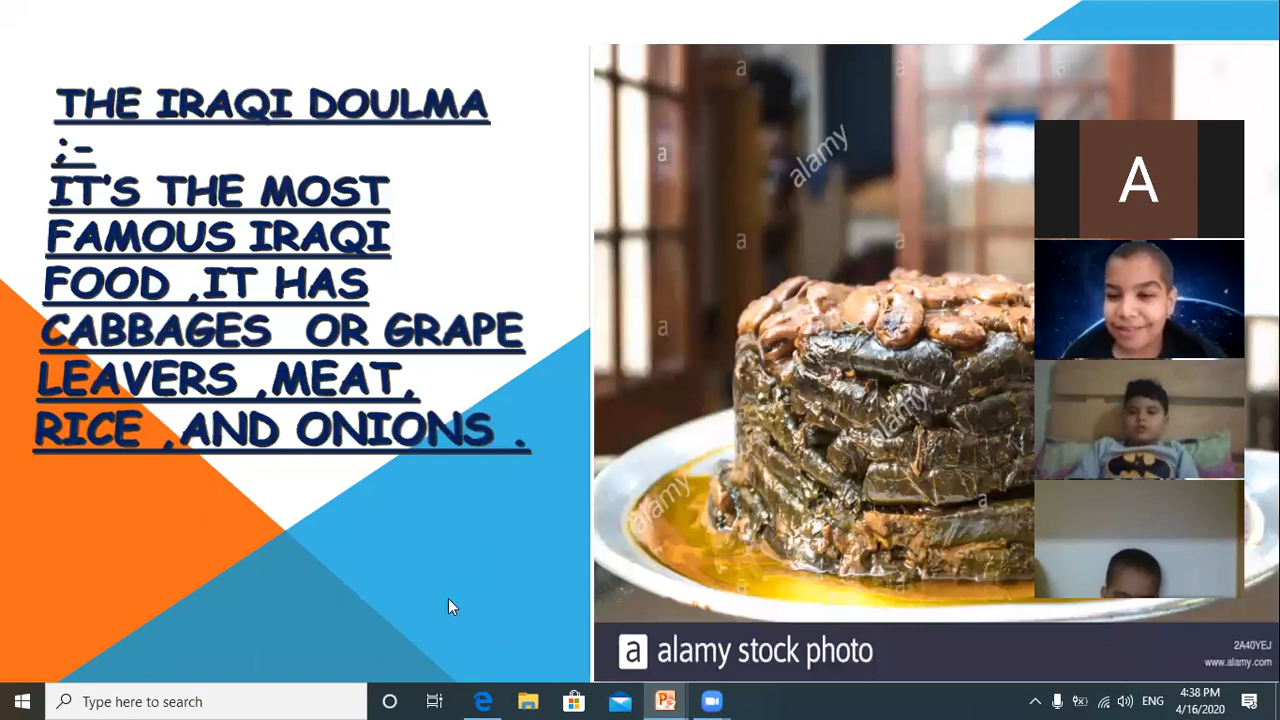 THE IRAQI DOULMA
:-
IT'S THE MOST
FAMOUS IRAQI
FOOD ,IT HAS
CABBAGES OR GRAPE
LEAVERS ,MEAT,
RICE ,AND ONIONS .
a
a
a
alamy
a
a
a
a
alamy
a
alamy
a alamy stock photo
2A40YEJ
www.alamy.com
A
Type here to search
ENG
4:38 PM
4/16/2020